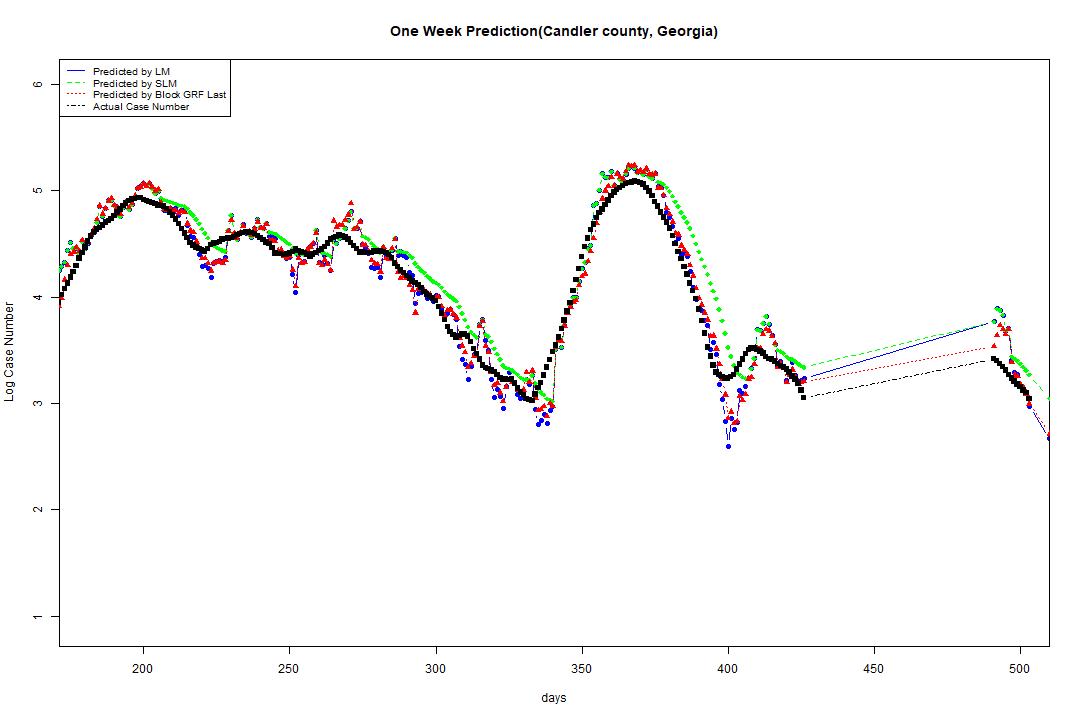 One Week Prediction(Candler county, Georgia)
Predicted by LM
Predicted by SLM
Predicted by Block GRF Last
Actual Case Number
Log Case Number
6
5
4
3
2
1
200 250 300 350 400 450 500
days